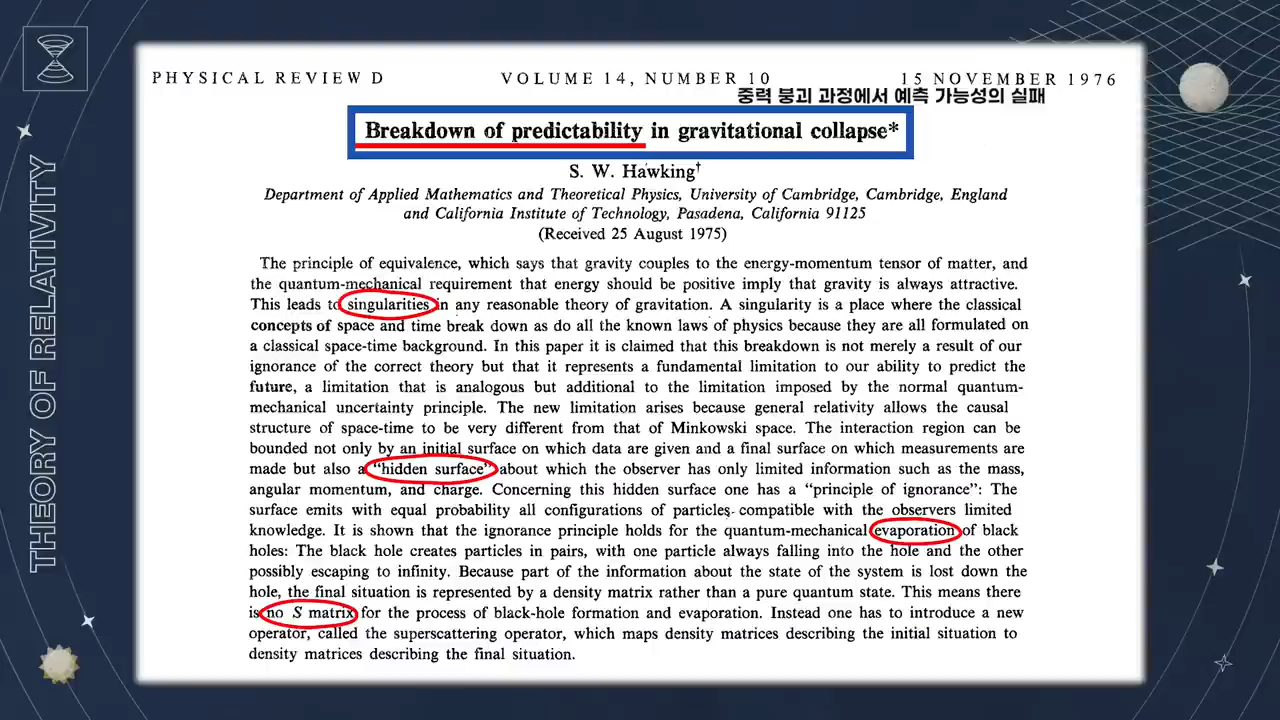 PHYSICAL REVIEW D VOLUME 14, NUMBER 10 15 NOVEMBER 1976
중력 붕괴 과정에서 예측 가능성의 실패
Breakdown of predictability in gravitational collapse*
S. W. Hawking†
Department of Applied Mathematics and Theoretical Physics, University of Cambridge, Cambridge, England
and California Institute of Technology, Pasadena, California 91125
(Received 25 August 1975)
The principle of equivalence, which says that gravity couples to the energy-momentum tensor of matter, and
the quantum-mechanical requirement that energy should be positive imply that gravity is always attractive.
This leads to singularities in any reasonable theory of gravitation. A singularity is a place where the classical
concepts of space and time break down as do all the known laws of physics because they are all formulated on
a classical space-time background. In this paper it is claimed that this breakdown is not merely a result of our
ignorance of the correct theory but that it represents a fundamental limitation to our ability to predict the
future, a limitation that is analogous but additional to the limitation imposed by the normal quantum-
mechanical uncertainty principle. The new limitation arises because general relativity allows the causal
structure of space-time to be very different from that of Minkowski space. The interaction region can be
bounded not only by an initial surface on which data are given and a final surface on which measurements are
made but also a “hidden surface” about which the observer has only limited information such as the mass,
angular momentum, and charge. Concerning this hidden surface one has a “principle of ignorance”: The
surface emits with equal probability all configurations of particles compatible with the observers limited
knowledge. It is shown that the ignorance principle holds for the quantum-mechanical evaporation of black
holes: The black hole creates particles in pairs, with one particle always falling into the hole and the other
possibly escaping to infinity. Because part of the information about the state of the system is lost down the
hole, the final situation is represented by a density matrix rather than a pure quantum state. This means there
is no S matrix for the process of black-hole formation and evaporation. Instead one has to introduce a new
operator, called the superscattering operator, which maps density matrices describing the initial situation to
density matrices describing the final situation.
THEORY OF RELATIVITY